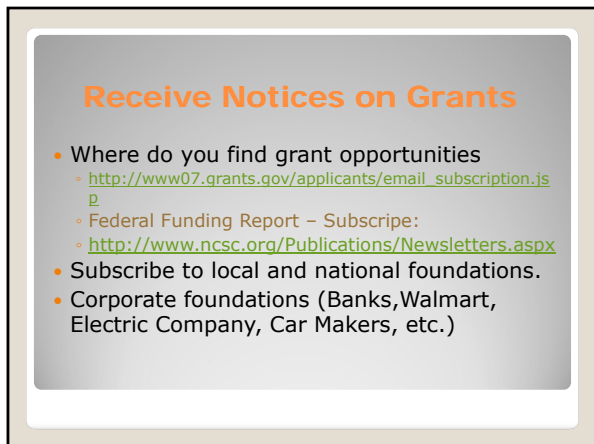 Receive Notices on Grants
• Where do you find grant opportunities
◦ http://www07.grants.gov/applicants/email_subscription.js
p
◦ Federal Funding Report – Subscripe:
◦ http://www.ncsc.org/Publications/Newsletters.aspx
• Subscribe to local and national foundations.
• Corporate foundations (Banks,Walmart,
Electric Company, Car Makers, etc.)